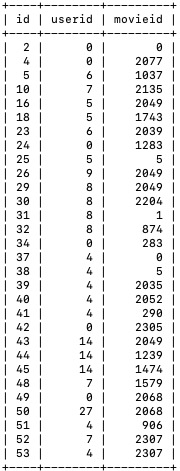 +----+--------+---------+
| id | userid | movieid |
+----+--------+---------+
|  2 |      0 |       0 |
|  4 |      0 |    2077 |
|  5 |      6 |    1037 |
| 10 |      7 |    2135 |
| 16 |      5 |    2049 |
| 18 |      5 |    1743 |
| 23 |      6 |    2039 |
| 24 |      0 |    1283 |
| 25 |      5 |       5 |
| 26 |      9 |    2049 |
| 29 |      8 |    2049 |
| 30 |      8 |    2204 |
| 31 |      8 |       1 |
| 32 |      8 |     874 |
| 34 |      0 |     283 |
| 37 |      4 |       0 |
| 38 |      4 |       5 |
| 39 |      4 |    2035 |
| 40 |      4 |    2052 |
| 41 |      4 |     290 |
| 42 |      0 |    2305 |
| 43 |     14 |    2049 |
| 44 |     14 |    1239 |
| 45 |     14 |    1474 |
| 48 |      7 |    1579 |
| 49 |      0 |    2068 |
| 50 |     27 |    2068 |
| 51 |      4 |     906 |
| 52 |      7 |    2307 |
| 53 |      4 |    2307 |
+----+--------+---------+